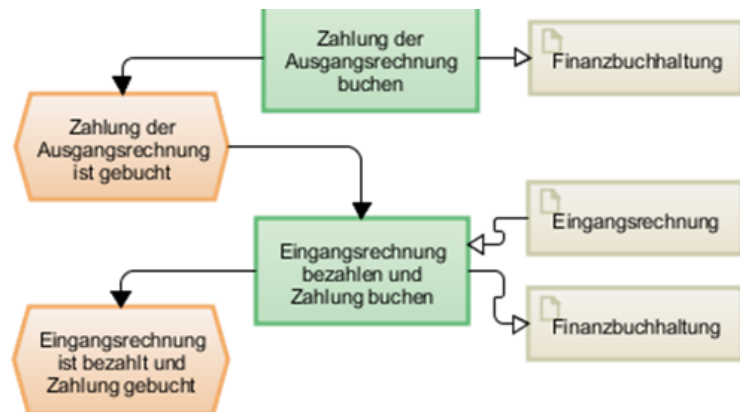 Zahlung der
Ausgangsrechnung
buchen
Finanzbuchhaltung
Zahlung der
Ausgangsrechnung
ist gebucht
Eingangsrechnung
Eingangsrechnung
bezahlen und
Zahlung buchen
Finanzbuchhaltung
Eingangsrechnung
ist bezahlt und
Zahlung gebucht